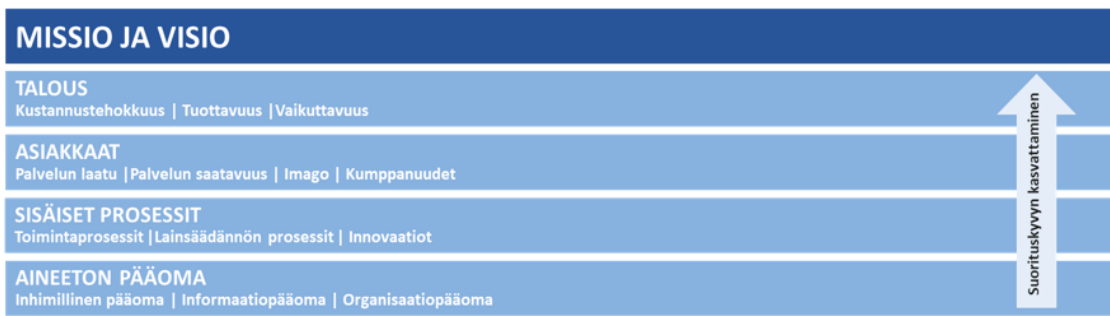 MISSIO JA VISIO
TALOUS
Kustannustehokkuus | Tuottavuus |Vaikuttavuus
ASIAKKAAT
Palvelun laatu |Palvelun saatavuus | Imago | Kumppanuudet
SISÄISET PROSESSIT
Toimintaprosessit |Lainsäädännön prosessit | Innovaatiot
AINEETON PÄÄOMA
Inhimillinen pääoma | Informaatiopääoma | Organisaatiopääoma
Suorituskyvyn kasvattaminen